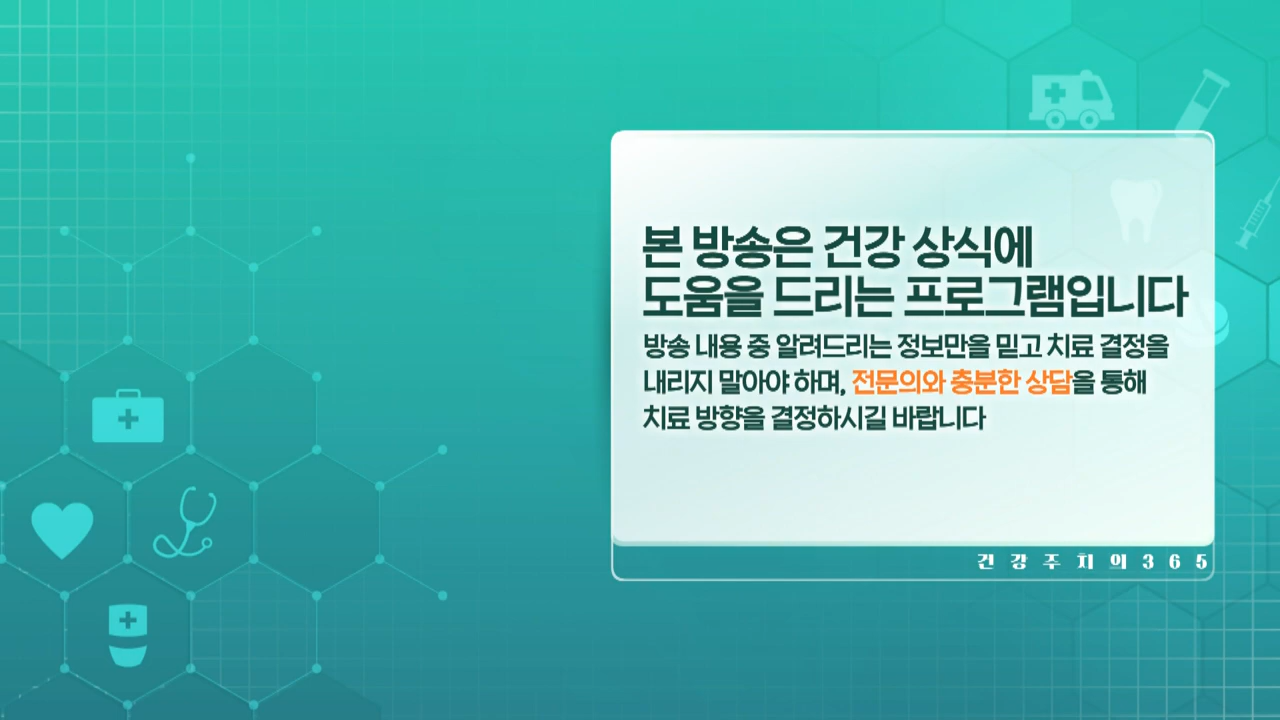 본 방송은 건강 상식에
도움을 드리는 프로그램입니다
방송 내용 중 알려드리는 정보만을 믿고 치료 결정을
내리지 말아야 하며, 전문의와 충분한 상담을 통해
치료 방향을 결정하시길 바랍니다
건강주치의365